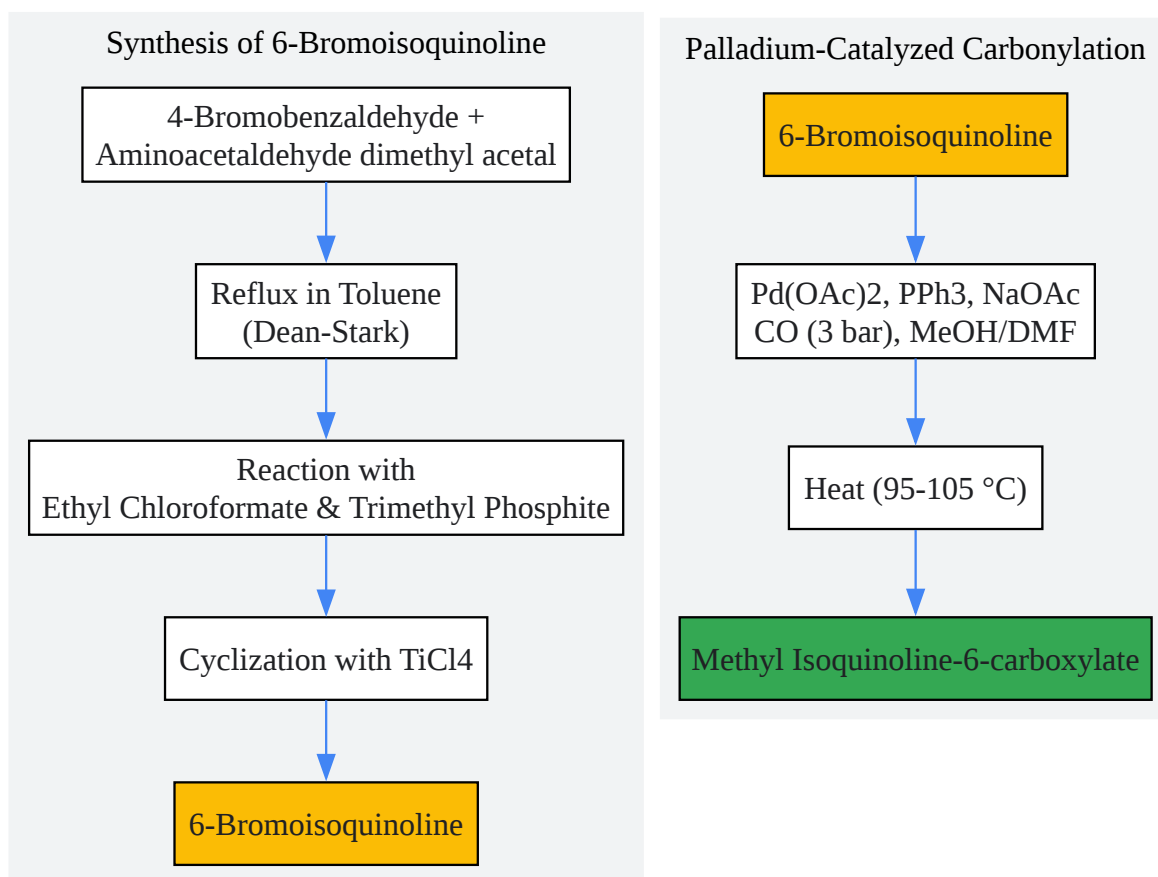 Synthesis of 6-Bromoisoquinoline
4-Bromobenzaldehyde +
Aminoacetaldehyde dimethyl acetal
Reflux in Toluene
(Dean-Stark)
Reaction with
Ethyl Chloroformate & Trimethyl Phosphite
Cyclization with TiCl4
6-Bromoisoquinoline
Palladium-Catalyzed Carbonylation
6-Bromoisoquinoline
Pd(OAc)2, PPh3, NaOAc
CO (3 bar), MeOH/DMF
Heat (95-105 °C)
Methyl Isoquinoline-6-carboxylate